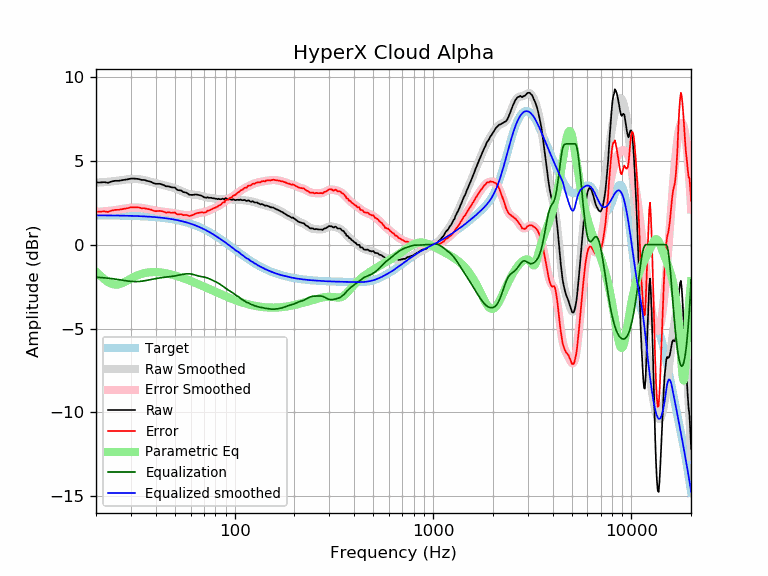 HyperX Cloud Alpha
Amplitude (dBr)
10
5
0
−5
−10
−15
Target
Raw Smoothed
Error Smoothed
Raw
Error
Parametric Eq
Equalization
Equalized smoothed
100
1000
10000
Frequency (Hz)